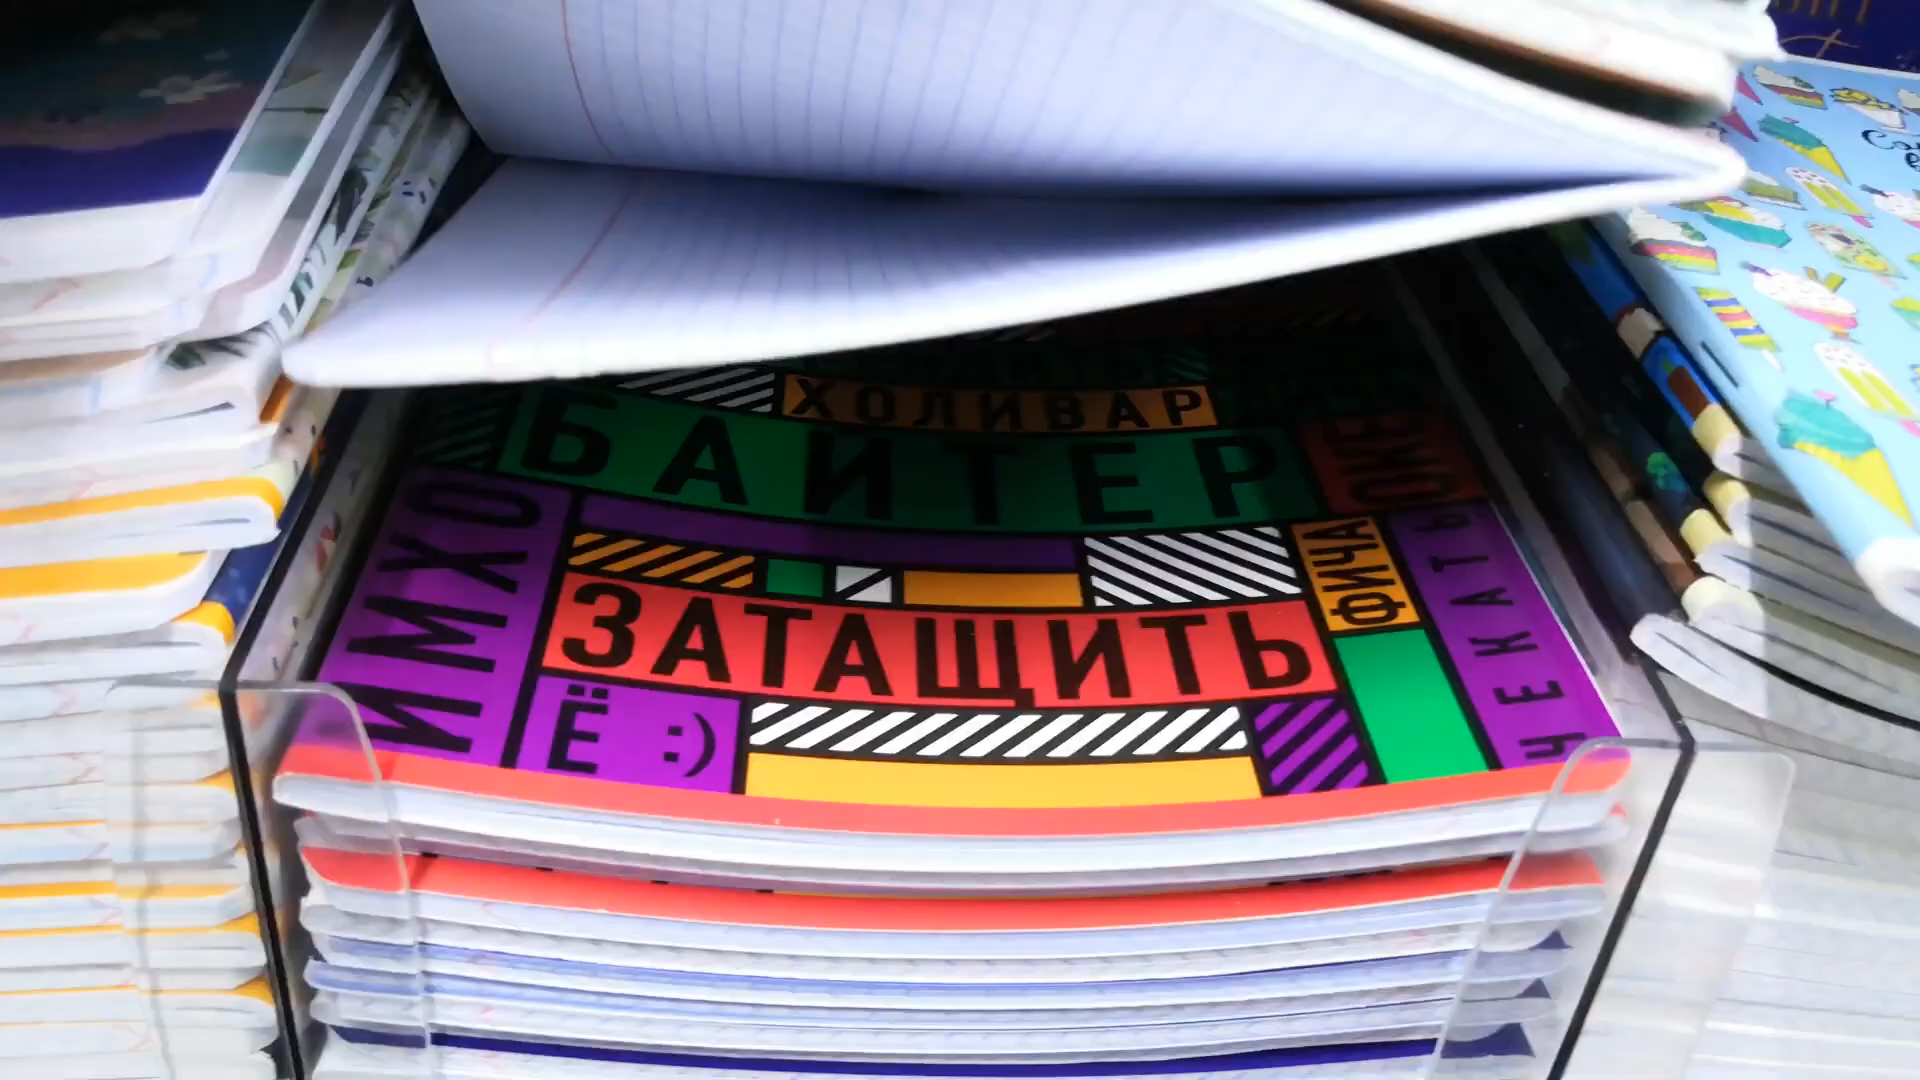 ХОЛИВАР
БАЙТЕР
ИМХО
ФИЧА
ЧЕКАТЬ
ЗАТАЩИТЬ
Ё :)